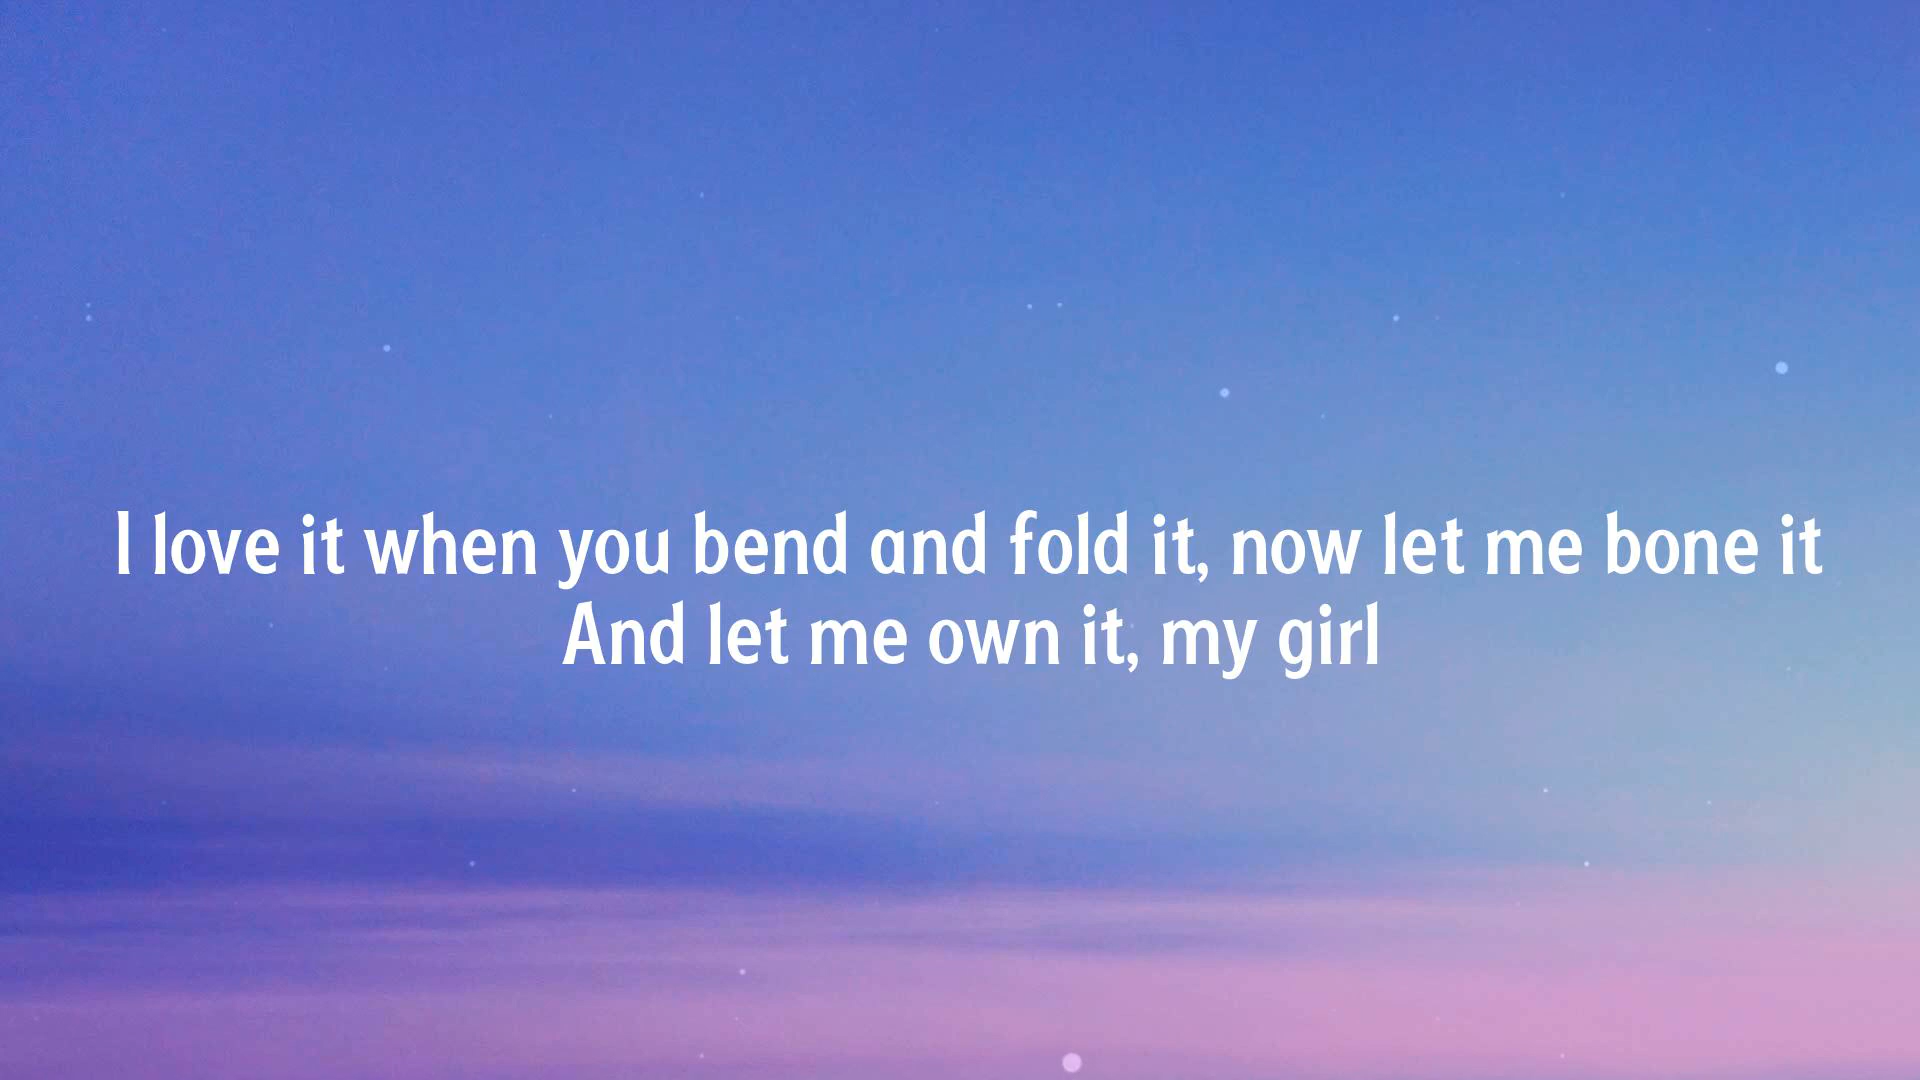 I love it when you bend and fold it, now let me bone it
And let me own it, my girl